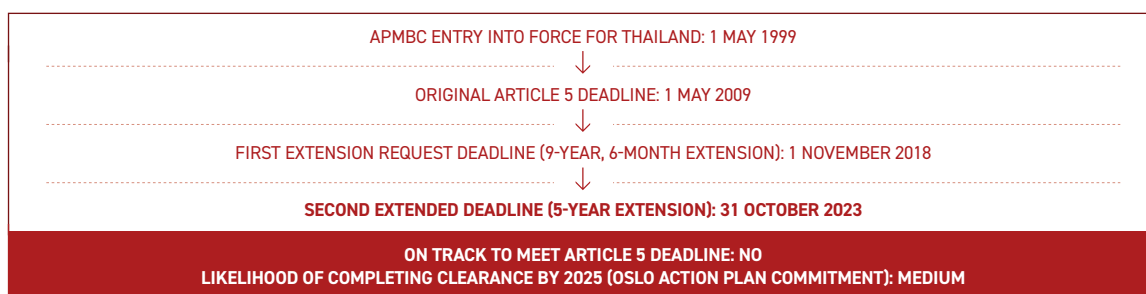 APMBC ENTRY INTO FORCE FOR THAILAND: 1 MAY 1999
ORIGINAL ARTICLE 5 DEADLINE: 1 MAY 2009
FIRST EXTENSION REQUEST DEADLINE (9-YEAR, 6-MONTH EXTENSION): 1 NOVEMBER 2018
SECOND EXTENDED DEADLINE (5-YEAR EXTENSION): 31 OCTOBER 2023
ON TRACK TO MEET ARTICLE 5 DEADLINE: NO
LIKELIHOOD OF COMPLETING CLEARANCE BY 2025 (OSLO ACTION PLAN COMMITMENT): MEDIUM